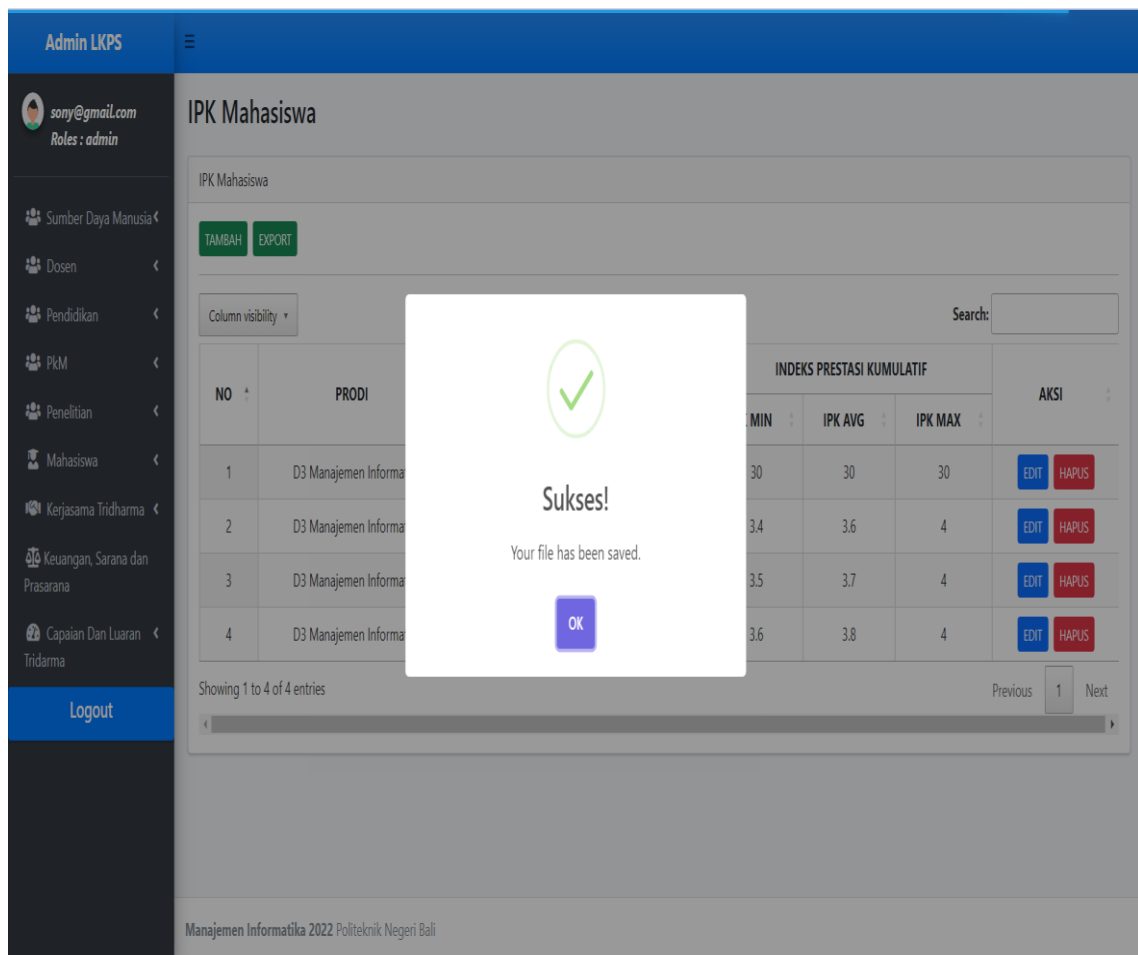 Admin LKPS
sony@gmail.com
Roles : admin
Sumber Daya Manusia
Dosen
Pendidikan
PkM
Penelitian
Mahasiswa
Kerjasama Tridharma
Keuangan, Sarana dan
Prasarana
Capaian Dan Luaran
Tridarma
Logout
IPK Mahasiswa
IPK Mahasiswa
TAMBAH EXPORT
Column visibility
Search:
NO PRODI INDEKS PRESTASI KUMULATIF AKSI
MIN IPK AVG IPK MAX
1 D3 Manajemen Informa 30 30 30 EDIT HAPUS
2 D3 Manajemen Informa 3.4 3.6 4 EDIT HAPUS
3 D3 Manajemen Informa 3.5 3.7 4 EDIT HAPUS
4 D3 Manajemen Informa 3.6 3.8 4 EDIT HAPUS
Showing 1 to 4 of 4 entries
Previous 1 Next
Sukses!
Your file has been saved.
OK
Manajemen Informatika 2022 Politeknik Negeri Bali